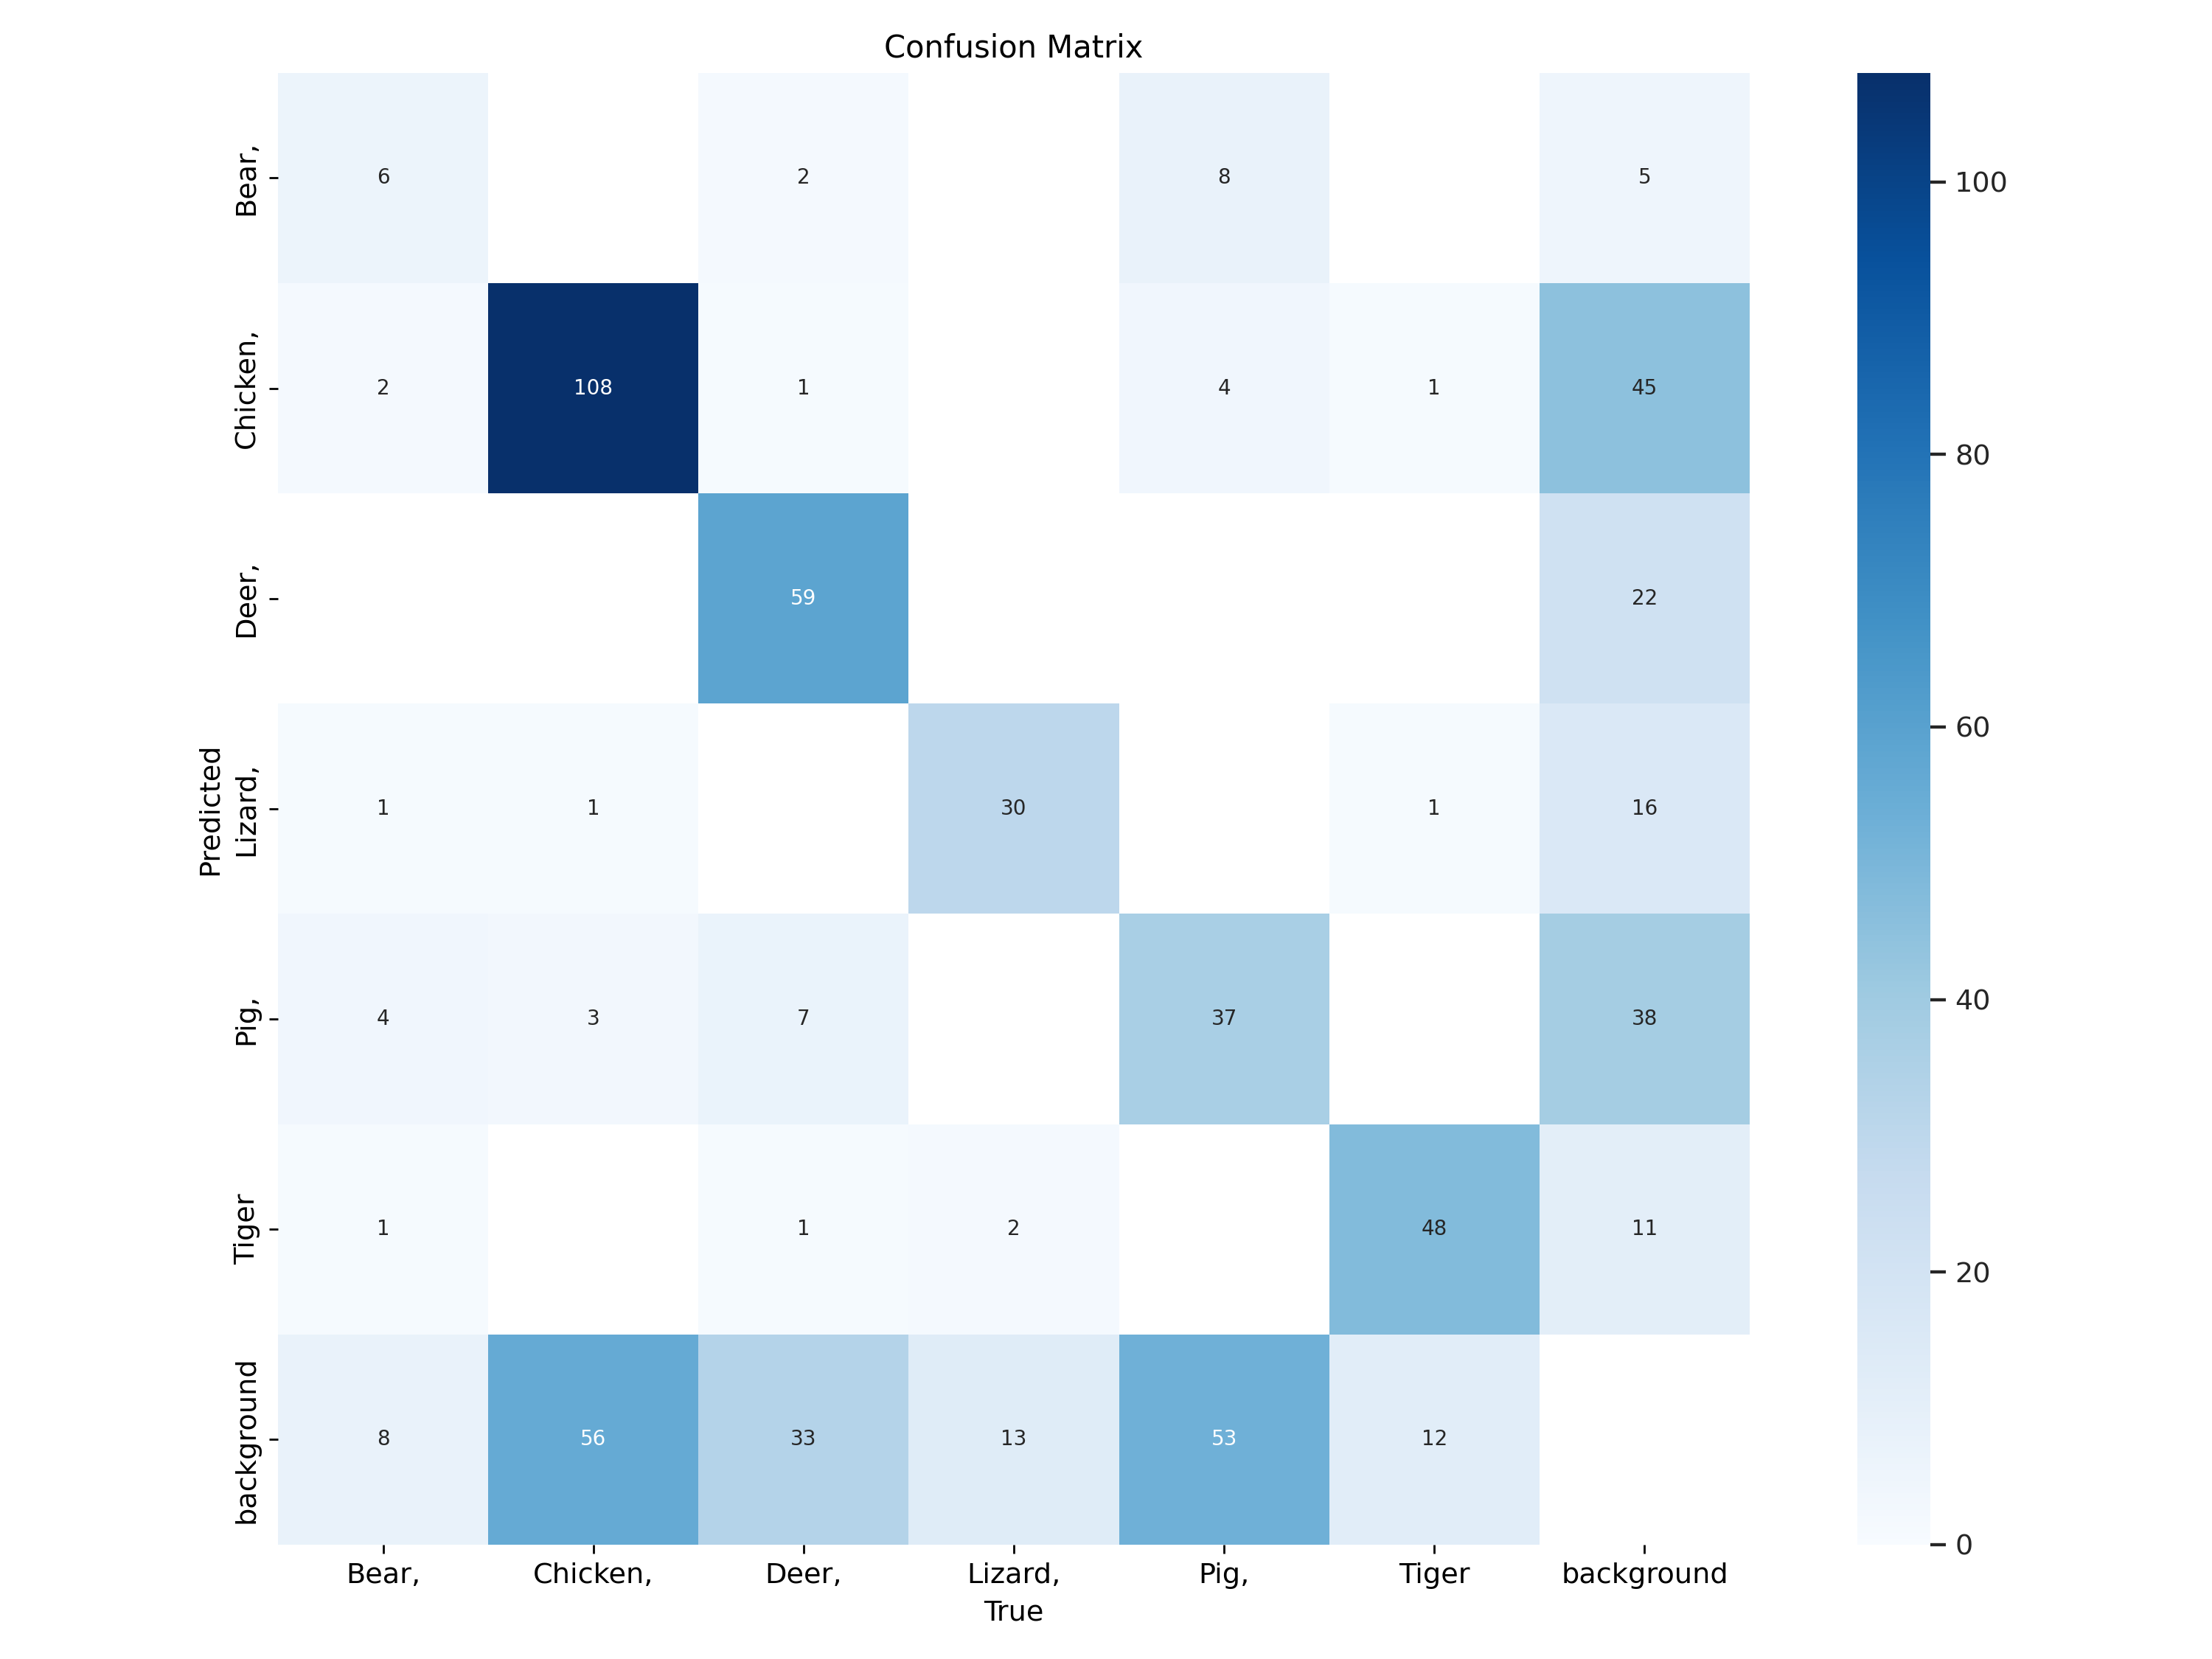 Confusion Matrix
Predicted
Bear, 6 2 8 5
Chicken, 2 108 1 4 1 45
Deer, 59 22
Lizard, 1 1 30 1 16
Pig, 4 3 7 37 38
Tiger 1 1 2 48 11
background 8 56 33 13 53 12
Bear, Chicken, Deer, Lizard, Pig, Tiger background
True
100
80
60
40
20
0